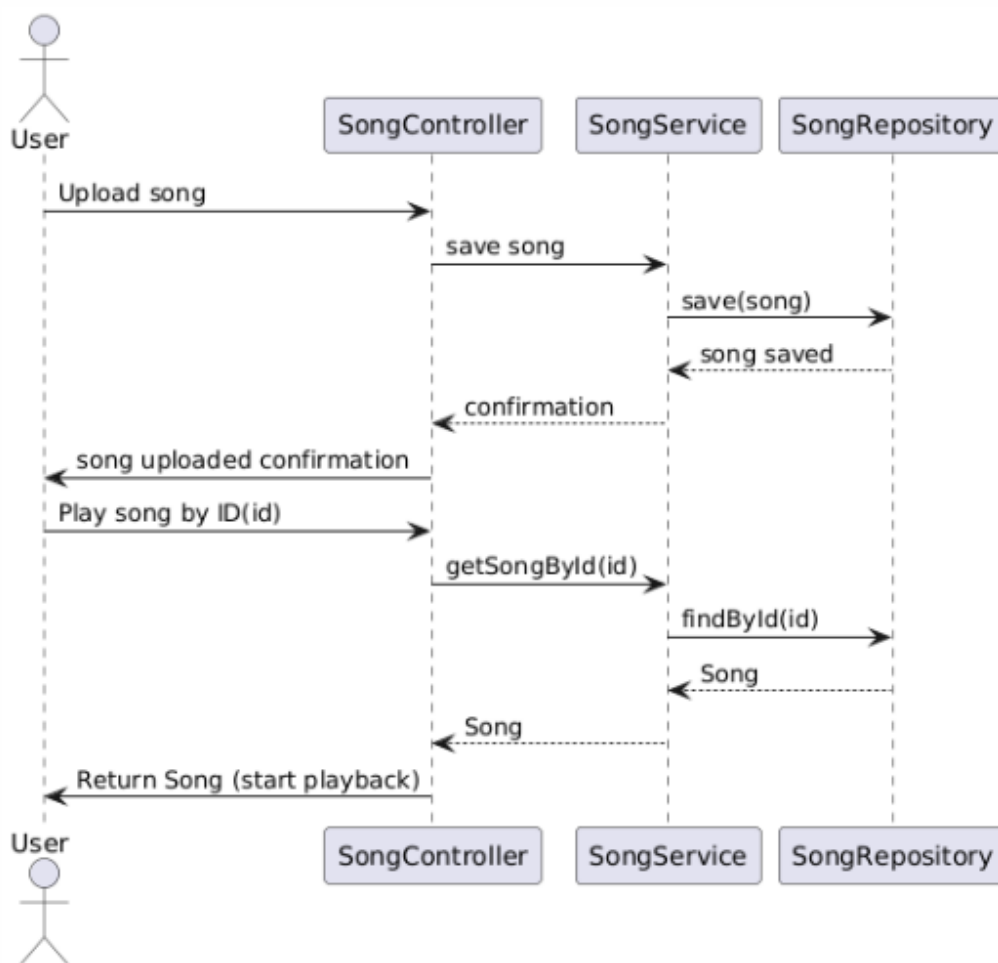 User
SongController
SongService
SongRepository
Upload song
save song
save(song)
song saved
confirmation
song uploaded confirmation
Play song by ID(id)
getSongById(id)
findById(id)
Song
Song
Return Song (start playback)
User
SongController
SongService
SongRepository